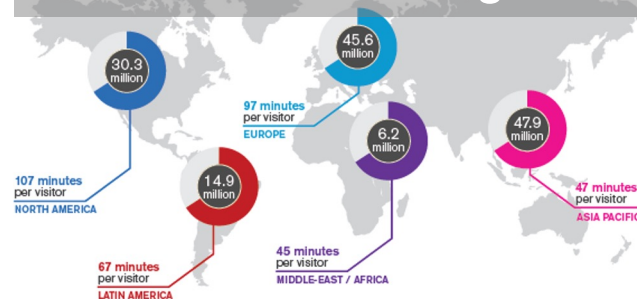 30.3
million
107 minutes
per visitor
NORTH AMERICA
14.9
million
67 minutes
per visitor
LATIN AMERICA
45.6
million
97 minutes
per visitor
EUROPE
6.2
million
45 minutes
per visitor
MIDDLE-EAST / AFRICA
47.9
million
47 minutes
per visitor
ASIA PACIFIC